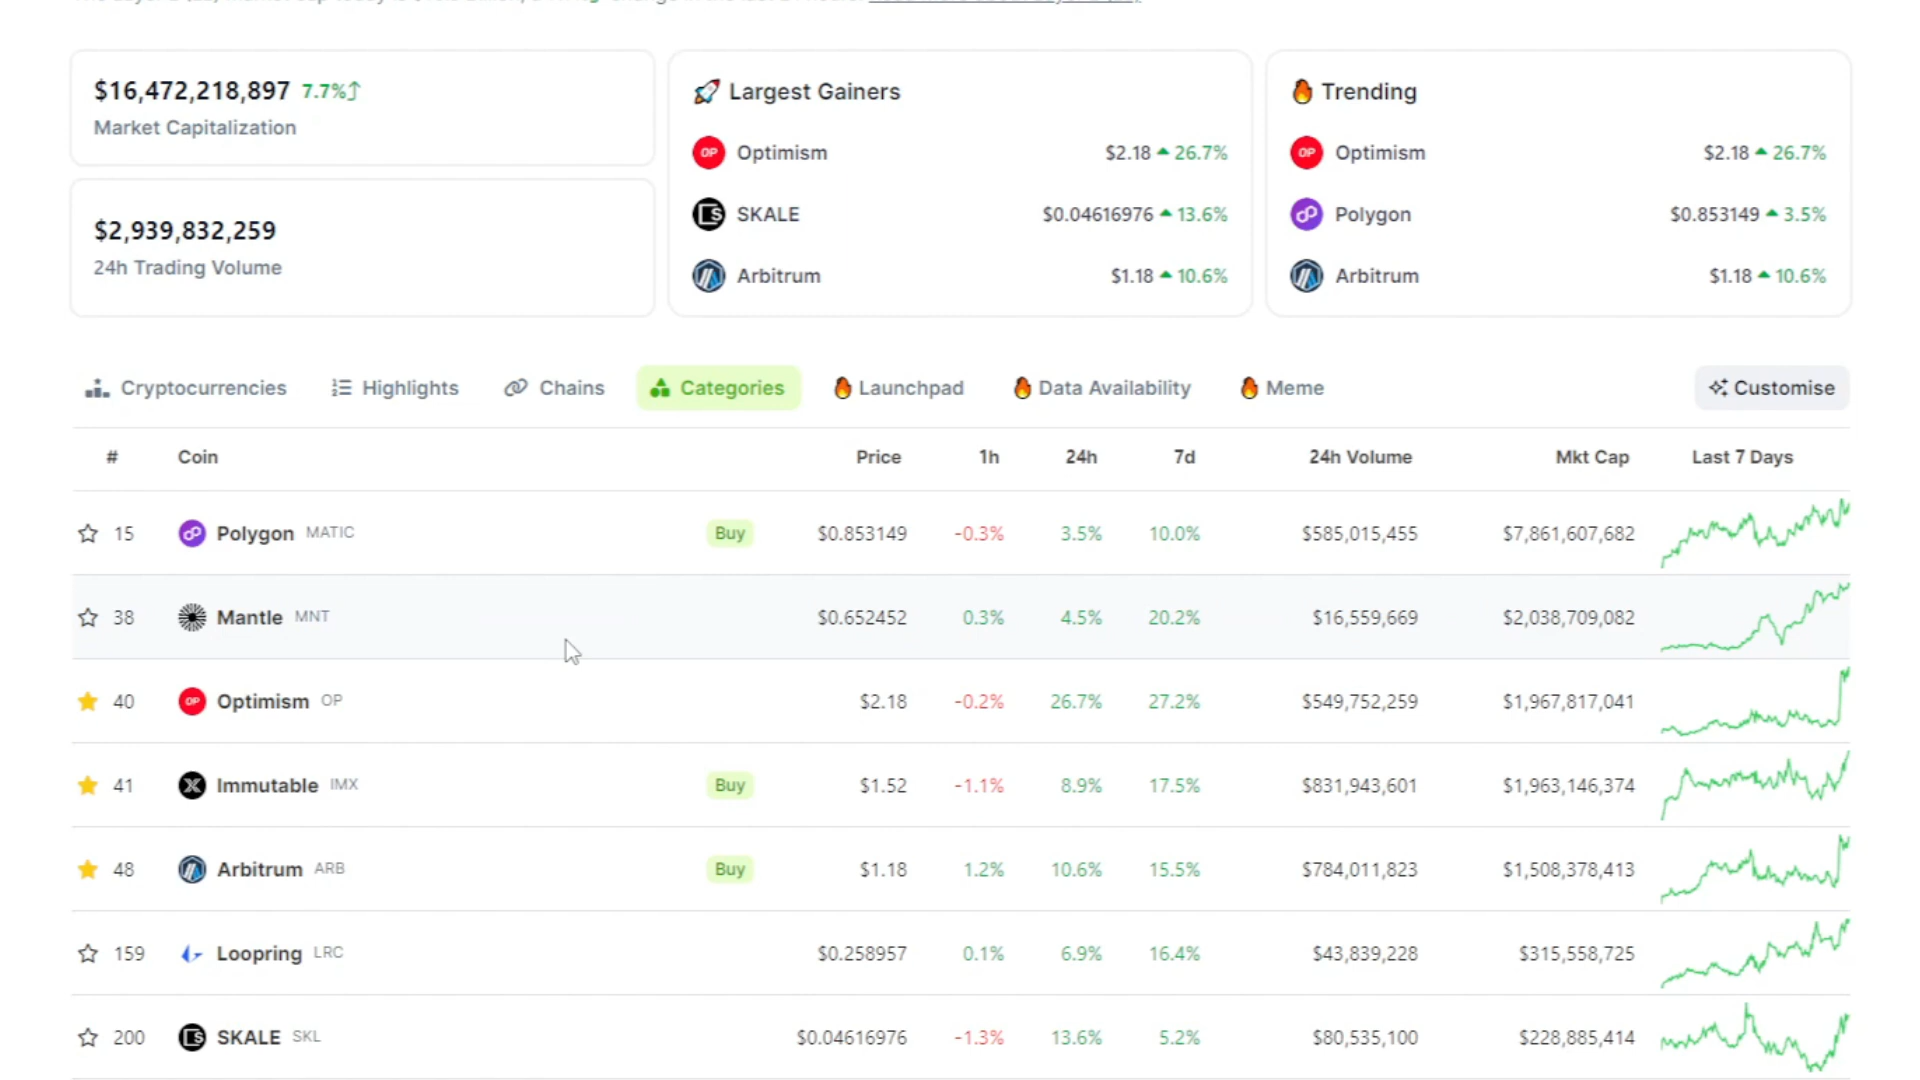 $16,472,218,897 7.7%
Market Capitalization
$2,939,832,259
24h Trading Volume
Largest Gainers
Optimism $2.18 26.7%
SKALE $0.04616976 13.6%
Arbitrum $1.18 10.6%
Trending
Optimism $2.18 26.7%
Polygon $0.853149 3.5%
Arbitrum $1.18 10.6%
Cryptocurrencies Highlights Chains Categories Launchpad Data Availability Meme Customise
# Coin Price 1h 24h 7d 24h Volume Mkt Cap Last 7 Days
15 Polygon MATIC Buy $0.853149 -0.3% 3.5% 10.0% $585,015,455 $7,861,607,682
38 Mantle MNT $0.652452 0.3% 4.5% 20.2% $16,559,669 $2,038,709,082
40 OP Optimism OP $2.18 -0.2% 26.7% 27.2% $549,752,259 $1,967,817,041
41 Immutable IMX Buy $1.52 -1.1% 8.9% 17.5% $831,943,601 $1,963,146,374
48 Arbitrum ARB Buy $1.18 1.2% 10.6% 15.5% $784,011,823 $1,508,378,413
159 Loopring LRC $0.258957 0.1% 6.9% 16.4% $43,839,228 $315,558,725
200 SKALE SKL $0.04616976 -1.3% 13.6% 5.2% $80,535,100 $228,885,414